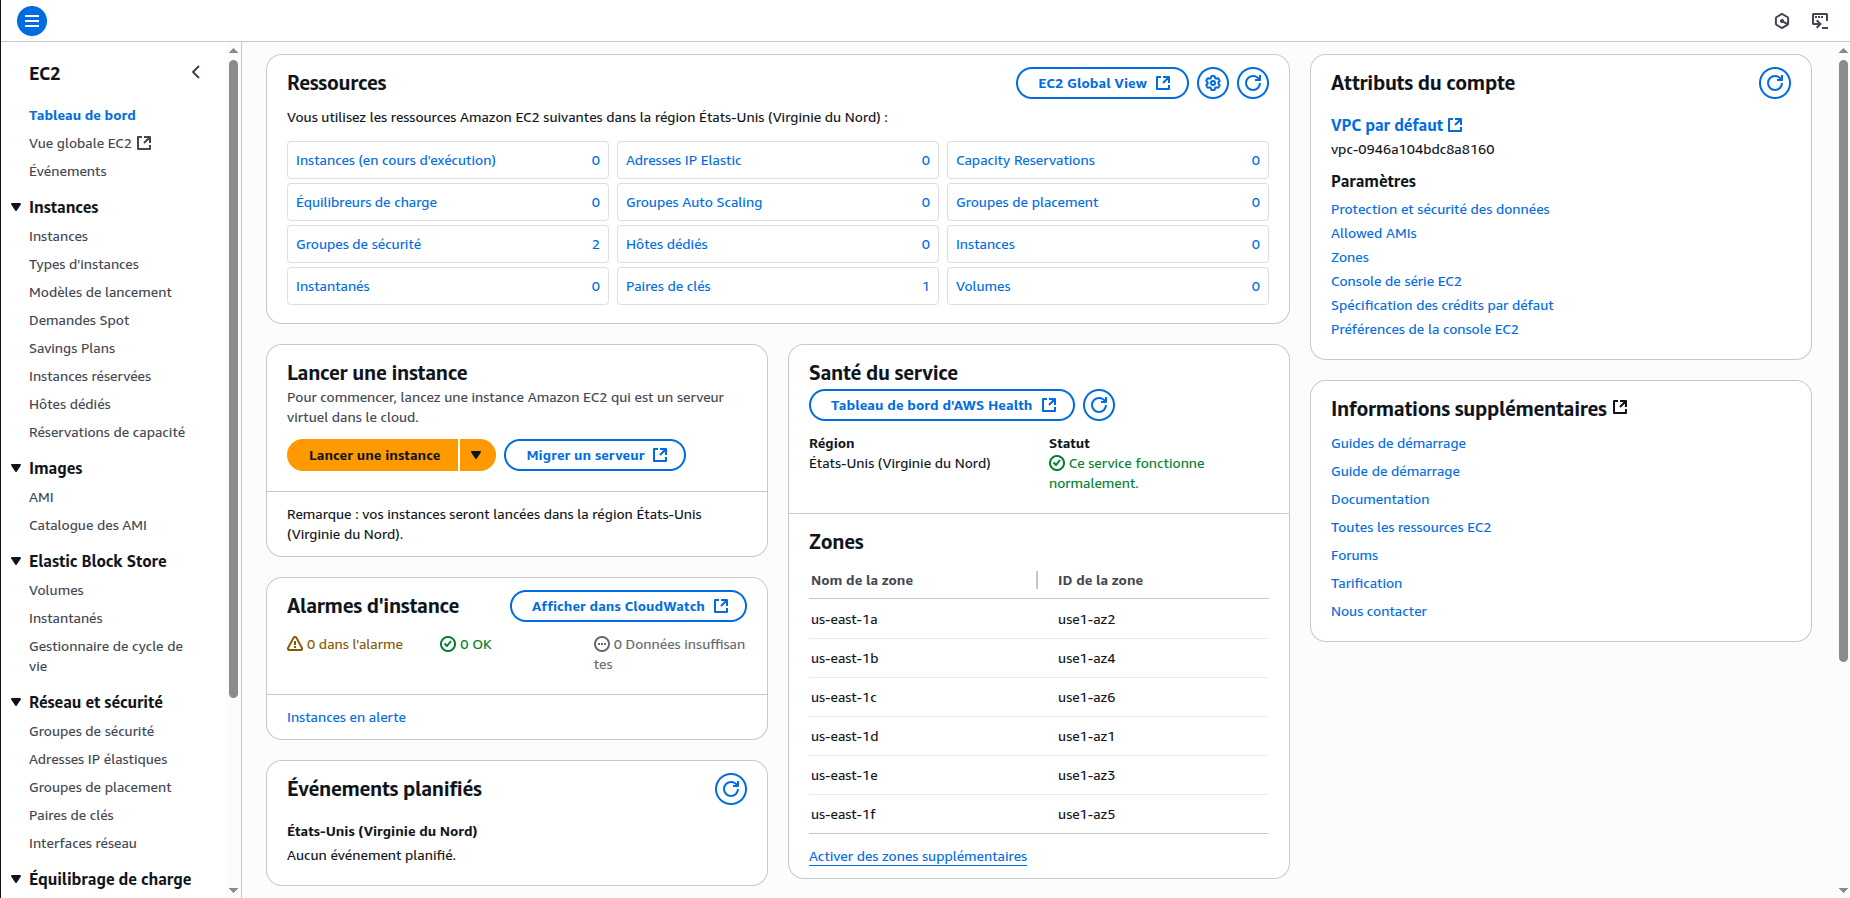 EC2
Tableau de bord
Vue globale EC2
Événements
Instances
Instances
Types d'instances
Modèles de lancement
Demandes Spot
Savings Plans
Instances réservées
Hôtes dédiés
Réservations de capacité
Images
AMI
Catalogue des AMI
Elastic Block Store
Volumes
Instantanés
Gestionnaire de cycle de
vie
Réseau et sécurité
Groupes de sécurité
Adresses IP élastiques
Groupes de placement
Paires de clés
Interfaces réseau
Équilibrage de charge
Ressources
EC2 Global View
Vous utilisez les ressources Amazon EC2 suivantes dans la région États-Unis (Virginie du Nord) :
Instances (en cours d'exécution) 0 Adresses IP Elastic 0 Capacity Reservations 0
Équilibreurs de charge 0 Groupes Auto Scaling 0 Groupes de placement 0
Groupes de sécurité 2 Hôtes dédiés 0 Instances 0
Instantanés 0 Paires de clés 1 Volumes 0
Lancer une instance
Pour commencer, lancez une instance Amazon EC2 qui est un serveur
virtuel dans le cloud.
Lancer une instance Migrer un serveur
Remarque : vos instances seront lancées dans la région États-Unis
(Virginie du Nord).
Alarmes d'instance
Afficher dans CloudWatch
0 dans l'alarme 0 OK 0 Données insuffisan
tes
Instances en alerte
Événements planifiés
États-Unis (Virginie du Nord)
Aucun événement planifié.
Santé du service
Tableau de bord d'AWS Health
Région Statut
États-Unis (Virginie du Nord) Ce service fonctionne
normalement.
Zones
Nom de la zone ID de la zone
us-east-1a use1-az2
us-east-1b use1-az4
us-east-1c use1-az6
us-east-1d use1-az1
us-east-1e use1-az3
us-east-1f use1-az5
Activer des zones supplémentaires
Attributs du compte
VPC par défaut
vpc-0946a104bdc8a8160
Paramètres
Protection et sécurité des données
Allowed AMIs
Zones
Console de série EC2
Spécification des crédits par défaut
Préférences de la console EC2
Informations supplémentaires
Guides de démarrage
Guide de démarrage
Documentation
Toutes les ressources EC2
Forums
Tarification
Nous contacter